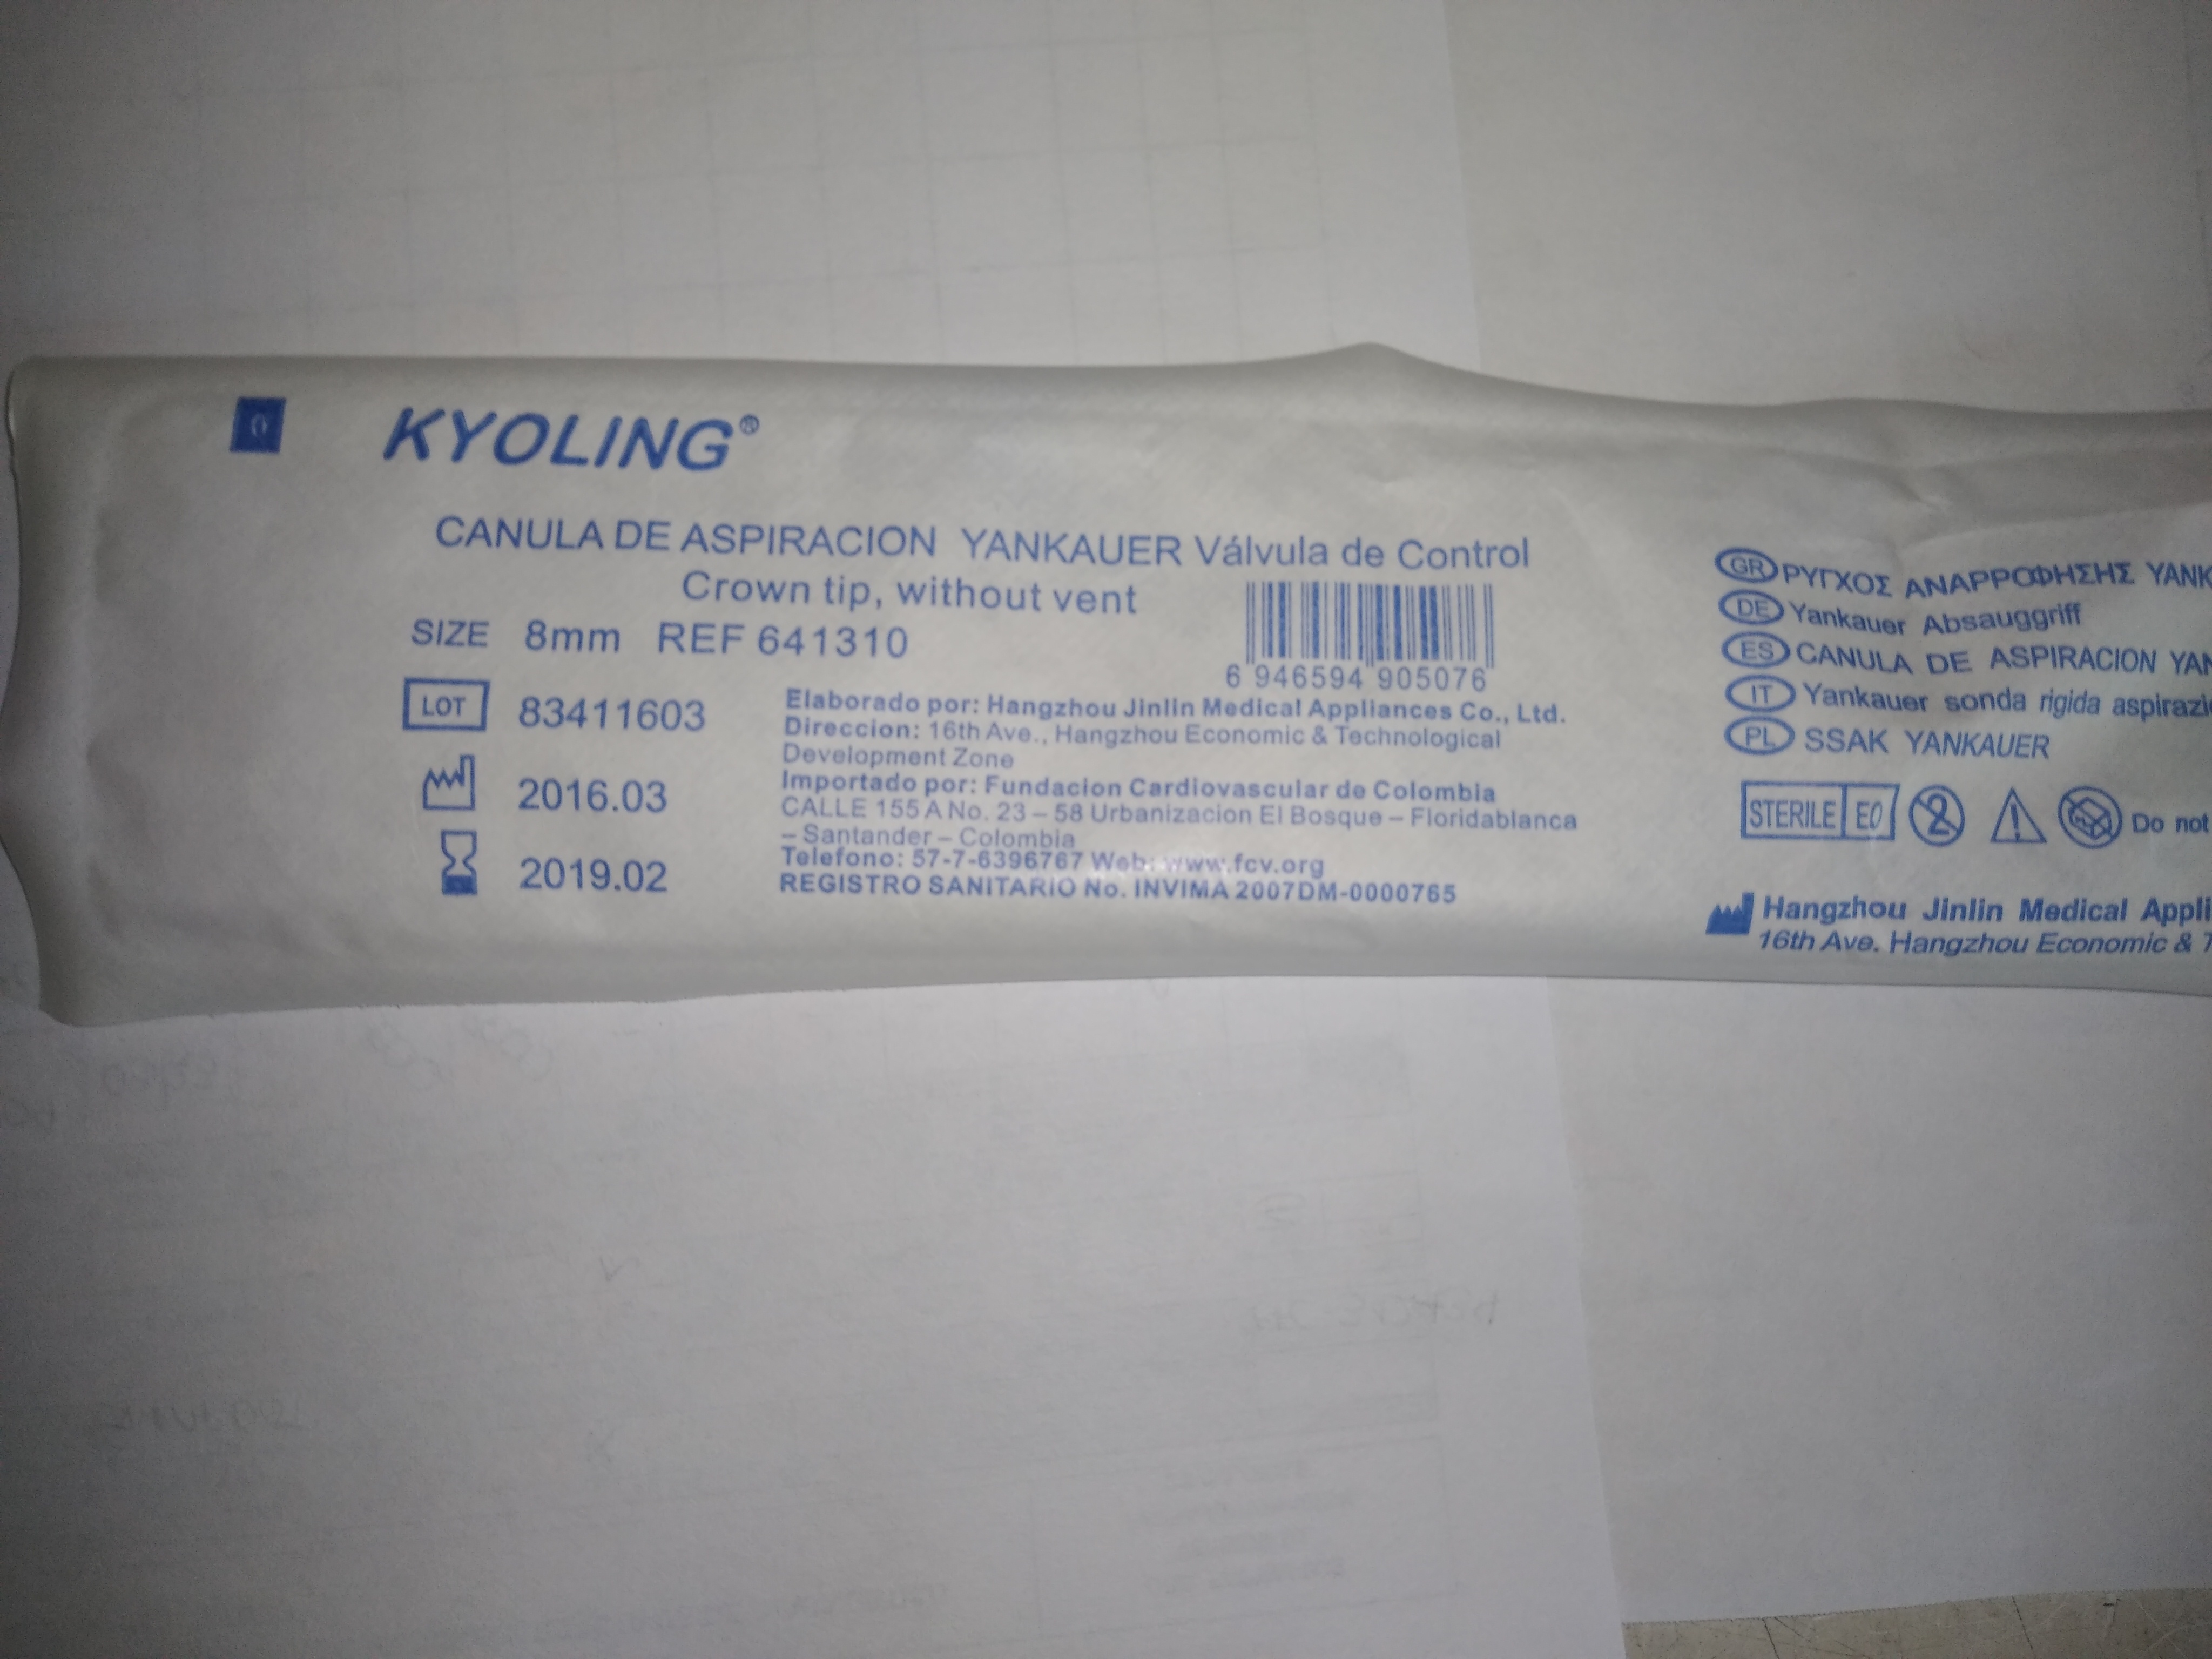 KYOLING®
CANULA DE ASPIRACION YANKAUER Válvula de Control
Crown tip, without vent
SIZE 8mm REF 641310
6 946594 905076
LOT 83411603
2016.03
2019.02
Elaborado por: Hangzhou Jinlin Medical Appliances Co., Ltd.
Direccion: 16th Ave., Hangzhou Economic & Technological
Development Zone
Importado por: Fundacion Cardiovascular de Colombia
CALLE 155 A No. 23 – 58 Urbanizacion El Bosque – Floridablanca
– Santander – Colombia
Telefono: 57-7-6396767 Web: www.fcv.org
REGISTRO SANITARIO No. INVIMA 2007DM-0000765
GR ΡΥΓΧΟΣ ΑΝΑΡΡΟΦΗΣΗΣ YANK
DE Yankauer Absauggriff
ES CANULA DE ASPIRACION YAN
IT Yankauer sonda rigida aspirazi
PL SSAK YANKAUER
STERILE EO 2 Do not
Hangzhou Jinlin Medical Appli
16th Ave. Hangzhou Economic & T